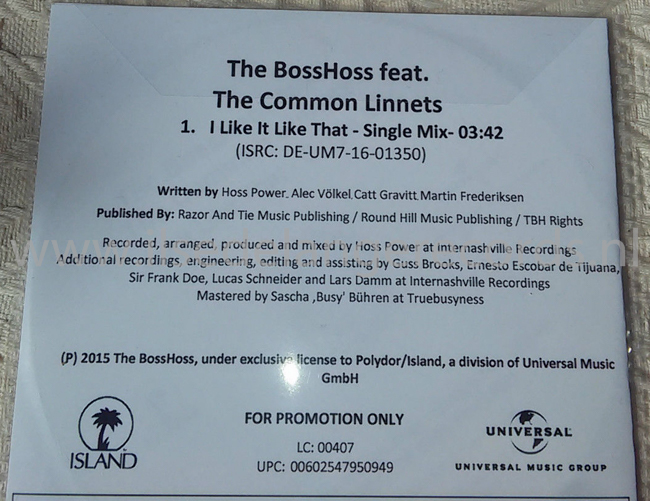 The BossHoss feat.
The Common Linnets
1. I Like It Like That - Single Mix- 03:42
(ISRC: DE-UM7-16-01350)
Written by Hoss Power. Alec Völkel. Catt Gravitt. Martin Frederiksen
Published By: Razor And Tie Music Publishing / Round Hill Music Publishing / TBH Rights
Recorded, arranged, produced and mixed by Hoss Power at internashville Recordings
Additional recordings, engineering, editing and assisting by Guss Brooks, Ernesto Escobar de Tijuana,
Sir Frank Doe, Lucas Schneider and Lars Damm at Internashville Recordings
Mastered by Sascha ‚Busy' Bühren at Truebusyness
(P) 2015 The BossHoss, under exclusive license to Polydor/Island, a division of Universal Music
GmbH
FOR PROMOTION ONLY
LC: 00407
UPC: 00602547950949
ISLAND
UNIVERSAL
UNIVERSAL MUSIC GROUP